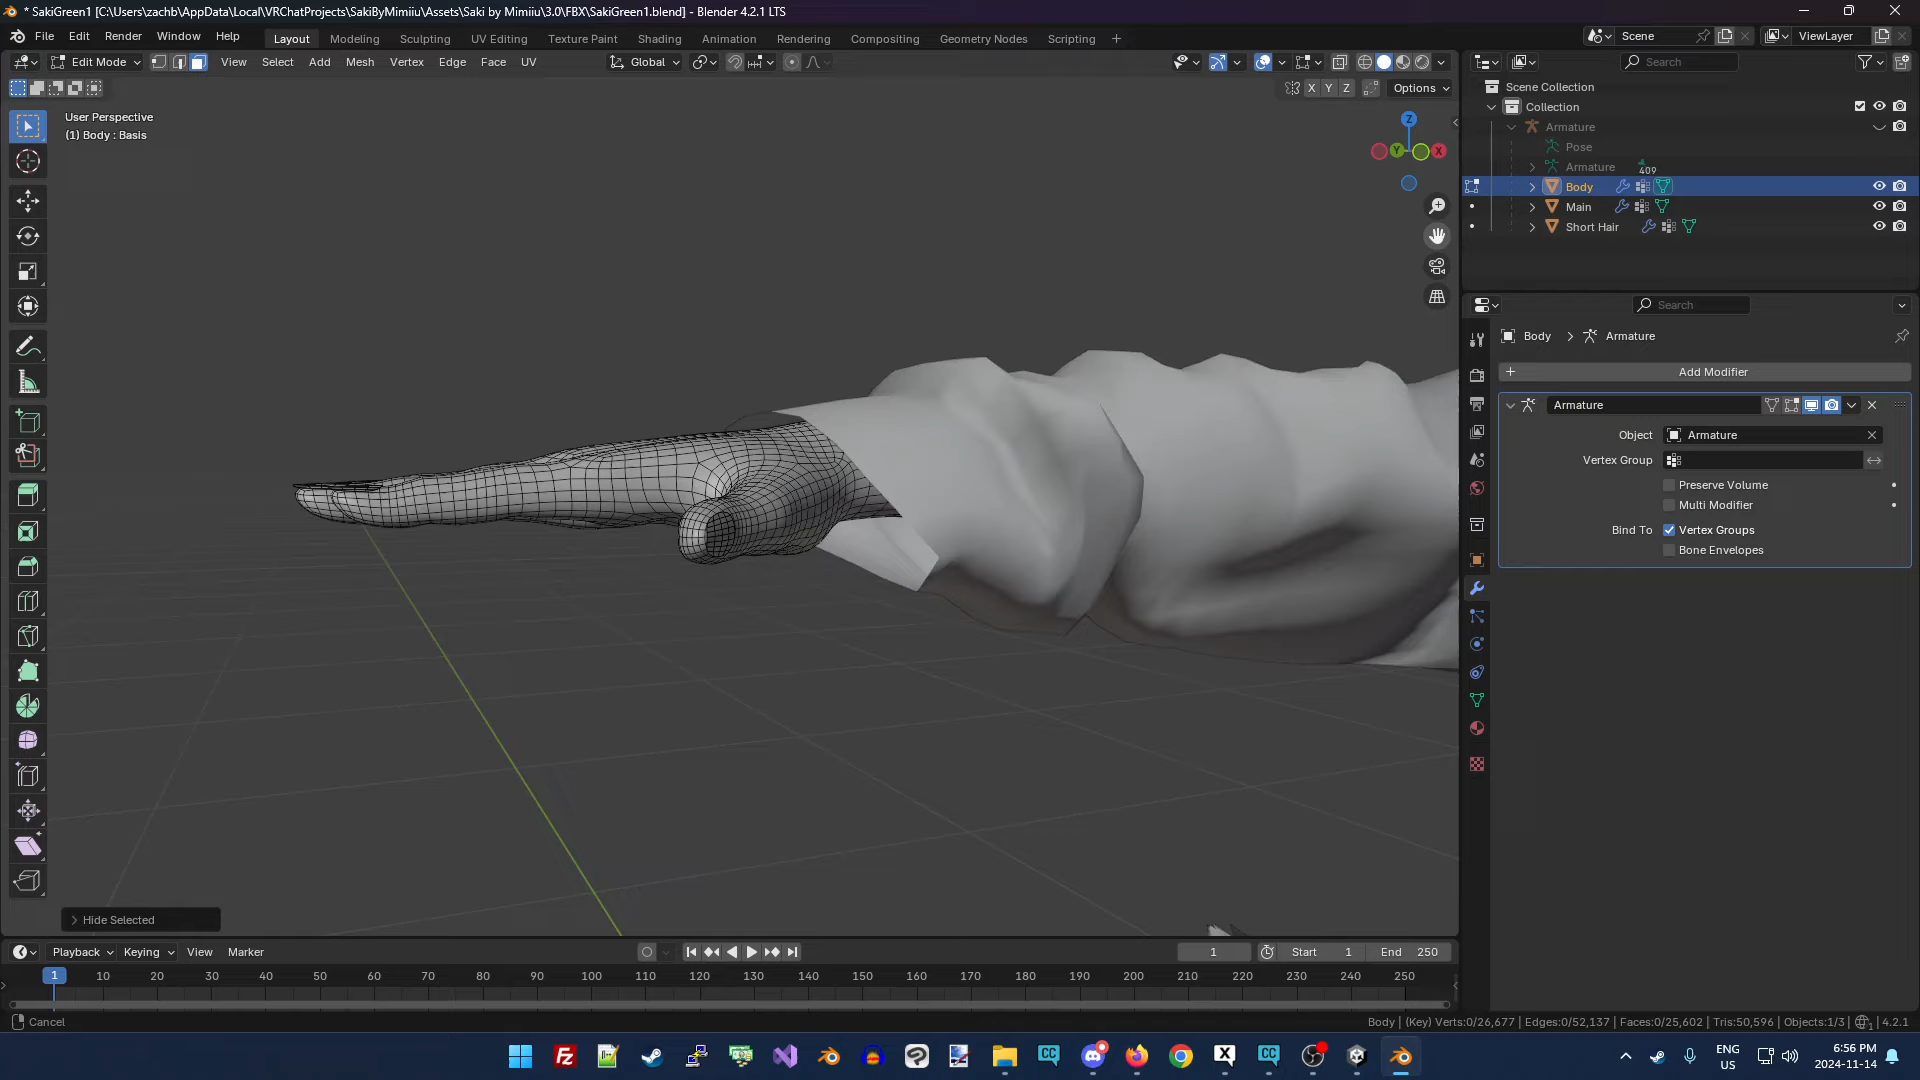 * SakiGreen1 [C:\Users\zachb\AppData\Local\VRChatProjects\SakiByMimiiu\Assets\Saki by Mimiiu\3.0\FBX\SakiGreen1.blend] - Blender 4.2.1 LTS
File Edit Render Window Help Layout Modeling Sculpting UV Editing Texture Paint Shading Animation Rendering Compositing Geometry Nodes Scripting + Scene ViewLayer
Edit Mode View Select Add Mesh Vertex Edge Face UV Global Search
X Y Z Options
User Perspective
(1) Body : Basis
Z
Y
X
Scene Collection
Collection
Armature
Pose
Armature 409
Body
Main
Short Hair
Search
Body > Armature
+ Add Modifier
Armature
Object Armature
Vertex Group
Preserve Volume
Multi Modifier
Bind To Vertex Groups
Bone Envelopes
> Hide Selected
Playback Keying View Marker 1 Start 1 End 250
1 10 20 30 40 50 60 70 80 90 100 110 120 130 140 150 160 170 180 190 200 210 220 230 240 250
Cancel
Body | (Key) Verts:0/26,677 | Edges:0/52,137 | Faces:0/25,602 | Tris:50,596 | Objects:1/3 | 1 | 4.2.1
Fz CC X CC
ENG
US
6:56 PM
2024-11-14